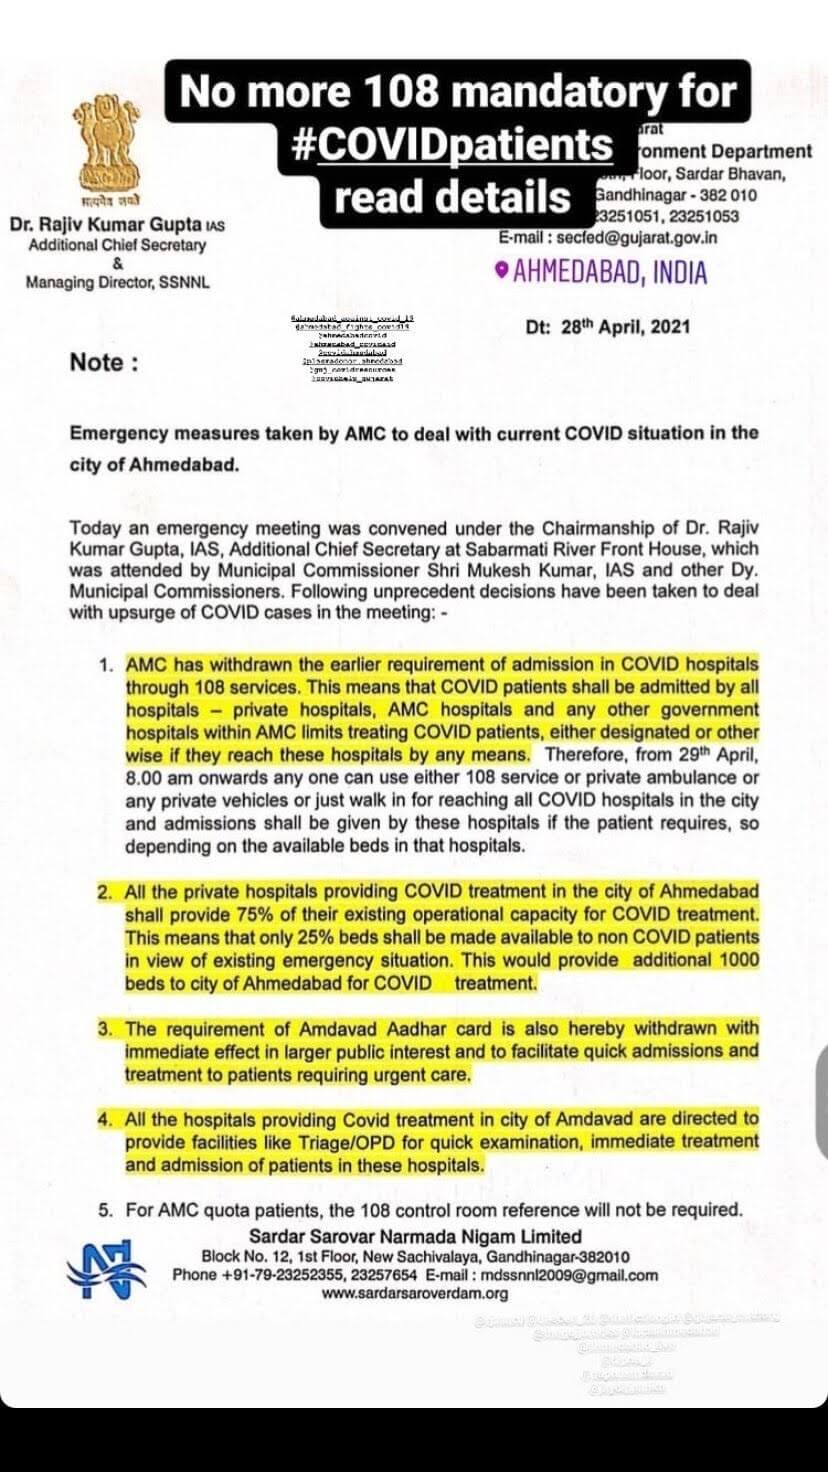 No more 108 mandatory for
#COVIDpatients
read details
सत्यमेव जयते
Dr. Rajiv Kumar Gupta IAS
Additional Chief Secretary
&
Managing Director, SSNNL
onment Department
Floor, Sardar Bhavan,
Gandhinagar - 382 010
23251051, 23251053
E-mail : secfed@gujarat.gov.in
AHMEDABAD, INDIA
Dt: 28th April, 2021
Note :
Emergency measures taken by AMC to deal with current COVID situation in the
city of Ahmedabad.
Today an emergency meeting was convened under the Chairmanship of Dr. Rajiv
Kumar Gupta, IAS, Additional Chief Secretary at Sabarmati River Front House, which
was attended by Municipal Commissioner Shri Mukesh Kumar, IAS and other Dy.
Municipal Commissioners. Following unprecedent decisions have been taken to deal
with upsurge of COVID cases in the meeting: -
1. AMC has withdrawn the earlier requirement of admission in COVID hospitals
through 108 services. This means that COVID patients shall be admitted by all
hospitals – private hospitals, AMC hospitals and any other government
hospitals within AMC limits treating COVID patients, either designated or other
wise if they reach these hospitals by any means. Therefore, from 29th April,
8.00 am onwards any one can use either 108 service or private ambulance or
any private vehicles or just walk in for reaching all COVID hospitals in the city
and admissions shall be given by these hospitals if the patient requires, so
depending on the available beds in that hospitals.
2. All the private hospitals providing COVID treatment in the city of Ahmedabad
shall provide 75% of their existing operational capacity for COVID treatment.
This means that only 25% beds shall be made available to non COVID patients
in view of existing emergency situation. This would provide additional 1000
beds to city of Ahmedabad for COVID treatment.
3. The requirement of Amdavad Aadhar card is also hereby withdrawn with
immediate effect in larger public interest and to facilitate quick admissions and
treatment to patients requiring urgent care.
4. All the hospitals providing Covid treatment in city of Amdavad are directed to
provide facilities like Triage/OPD for quick examination, immediate treatment
and admission of patients in these hospitals.
5. For AMC quota patients, the 108 control room reference will not be required.
Sardar Sarovar Narmada Nigam Limited
Block No. 12, 1st Floor, New Sachivalaya, Gandhinagar-382010
Phone +91-79-23252355, 23257654 E-mail : mdssnnl2009@gmail.com
www.sardarsaroverdam.org